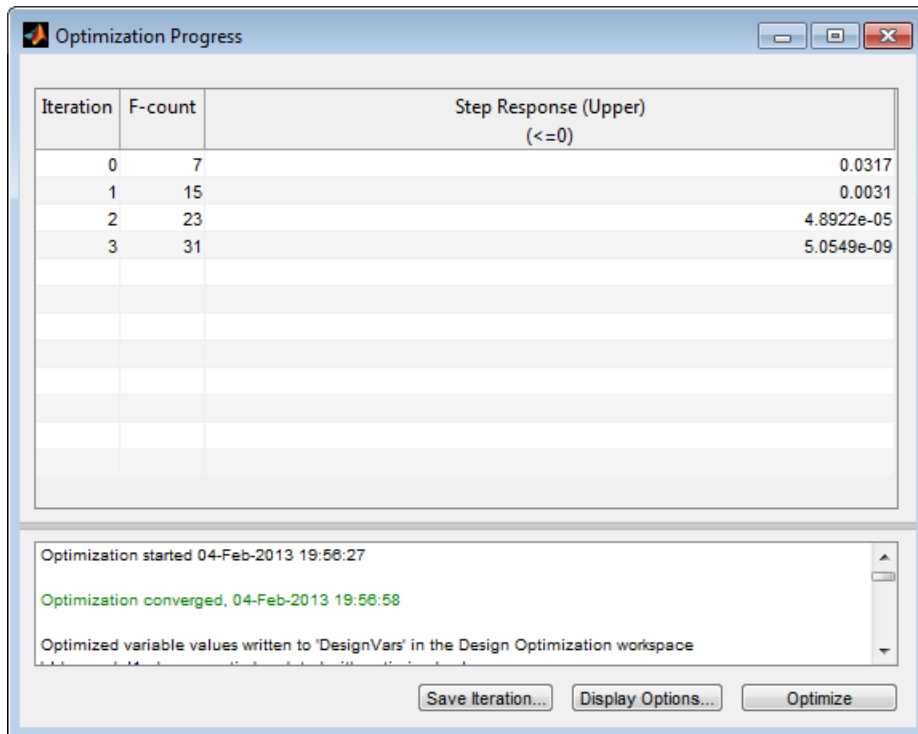 Optimization Progress
Iteration F-count Step Response (Upper)
(<=0)
0 7 0.0317
1 15 0.0031
2 23 4.8922e-05
3 31 5.0549e-09
Optimization started 04-Feb-2013 19:56:27
Optimization converged, 04-Feb-2013 19:56:58
Optimized variable values written to 'DesignVars' in the Design Optimization workspace
Save Iteration... Display Options... Optimize